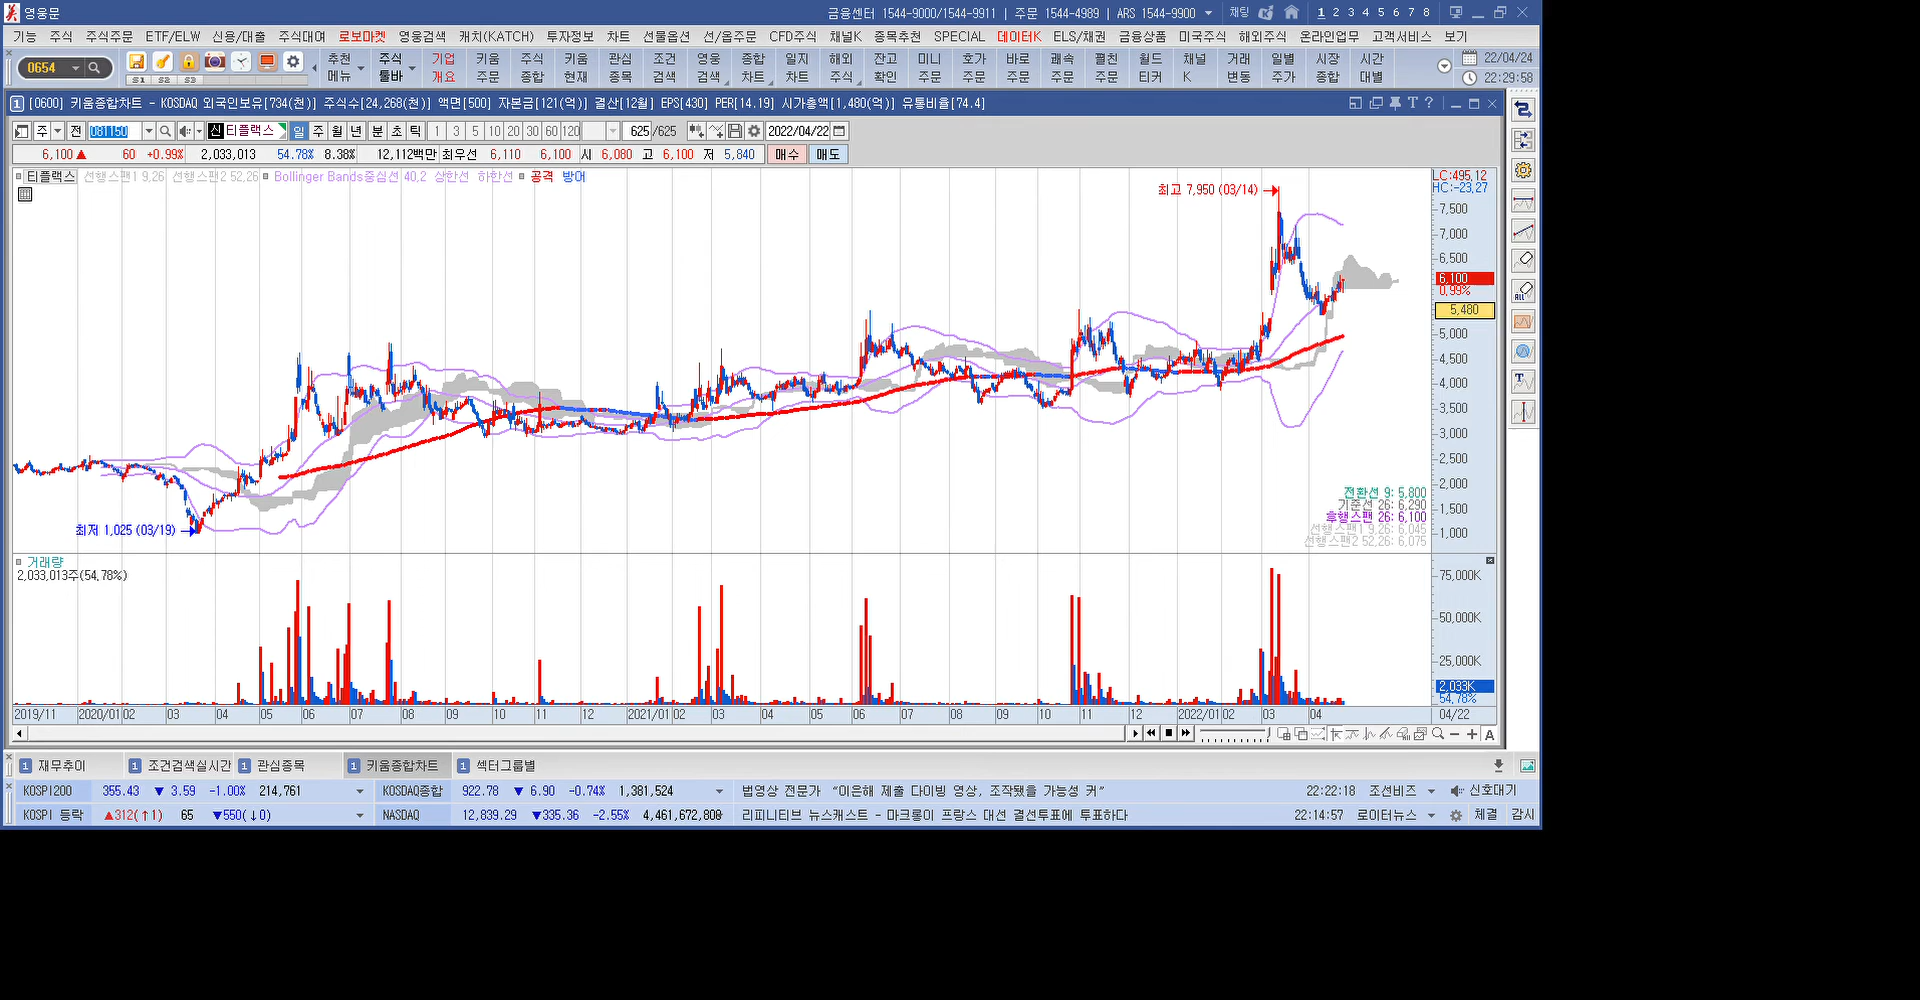 영웅문
금융센터 1544-9000/1544-9911 | 주문 1544-4989 | ARS 1544-9900 채팅 1 2 3 4 5 6 7 8
기능 주식 주식주문 ETF/ELW 신용/대출 주식대여 로보마켓 영웅검색 캐치(KATCH) 투자정보 차트 선물옵션 선/옵주문 CFD주식 채널K 종목추천 SPECIAL 데이터K ELS/채권 금융상품 미국주식 해외주식 온라인업무 고객서비스 보기
0654
S1 S2 S3
추천 주식 기업 키움 주식 키움 관심 조건 영웅 종합 일지 해외 잔고 미니 호가 바로 쾌속 펼친 월드 채널 거래 일별 시장 시간 22/04/24
메뉴 툴바 개요 주문 종합 현재 종목 검색 검색 차트 차트 주식 확인 주문 주문 주문 주문 주문 티커 K 변동 주가 종합 대별 22:29:58
1 [0600] 키움종합차트 - KOSDAQ 외국인보유[734(천)] 주식수[24,268(천)] 액면[500] 자본금[121(억)] 결산[12월] EPS[430] PER[14.19] 시가총액[1,480(억)] 유통비율[74.4]
주 전 081150 신 티플랙스 일 주 월 년 분 초 틱 1 3 5 10 20 30 60 120 625 /625 2022/04/22
6,100 ▲ 60 +0.99% 2,033,013 54.78% 8.38% 12,112백만 최우선 6,110 6,100 시 6,080 고 6,100 저 5,840 매수 매도
티플랙스 선행스팬1 9,26 선행스팬2 52,26 Bollinger Bands중심선 40,2 상한선 하한선 공격 방어
LC:495.12
HC:-23.27
최고 7,950 (03/14)
7,500
7,000
6,500
6,100
0.99%
5,480
5,000
4,500
4,000
3,500
3,000
2,500
2,000
1,500
1,000
최저 1,025 (03/19)
전환선 9: 5,800
기준선 26: 6,290
후행스팬 26: 6,100
선행스팬1 9,26: 6,045
선행스팬2 52,26: 6,075
거래량
2,033,013주(54.78%)
75,000K
50,000K
25,000K
2,033K
54.78%
2019/11 2020/01 02 03 04 05 06 07 08 09 10 11 12 2021/01 02 03 04 05 06 07 08 09 10 11 12 2022/01 02 03 04 04/22
A
1 재무추이 1 조건검색실시간 1 관심종목 1 키움종합차트 1 섹터그룹별
KOSPI200 355.43 ▼ 3.59 -1.00% 214,761 KOSDAQ종합 922.78 ▼ 6.90 -0.74% 1,381,524 법영상 전문가 “이은해 제출 다이빙 영상, 조작됐을 가능성 커” 22:22:18 조선비즈 신호대기
KOSPI 등락 ▲312(↑1) 65 ▼550(↓0) NASDAQ 12,839.29 ▼335.36 -2.55% 4,461,672,808 리피니티브 뉴스캐스트 - 마크롱이 프랑스 대선 결선투표에 투표하다 22:14:57 로이터뉴스 체결 감시